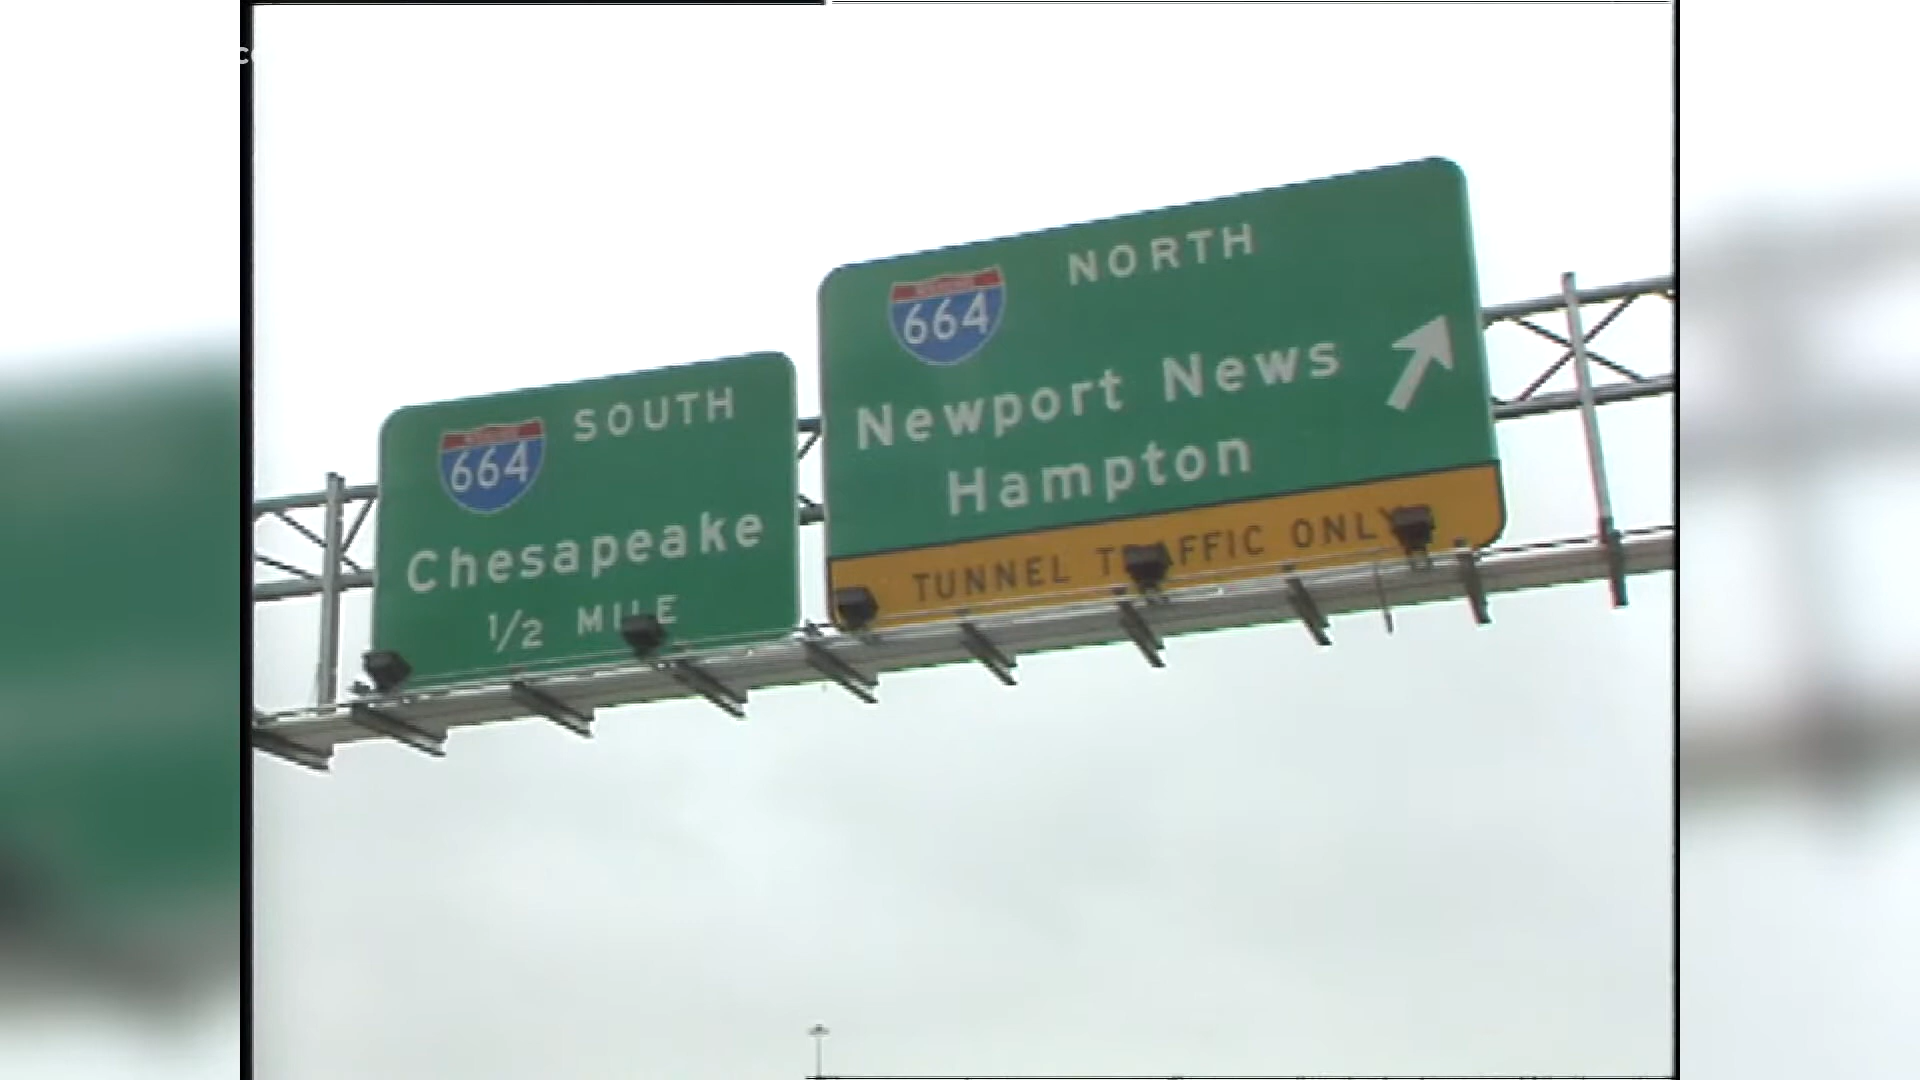 SOUTH
664
Chesapeake
1/2 MILE
NORTH
664
Newport News
Hampton
TUNNEL TRAFFIC ONLY